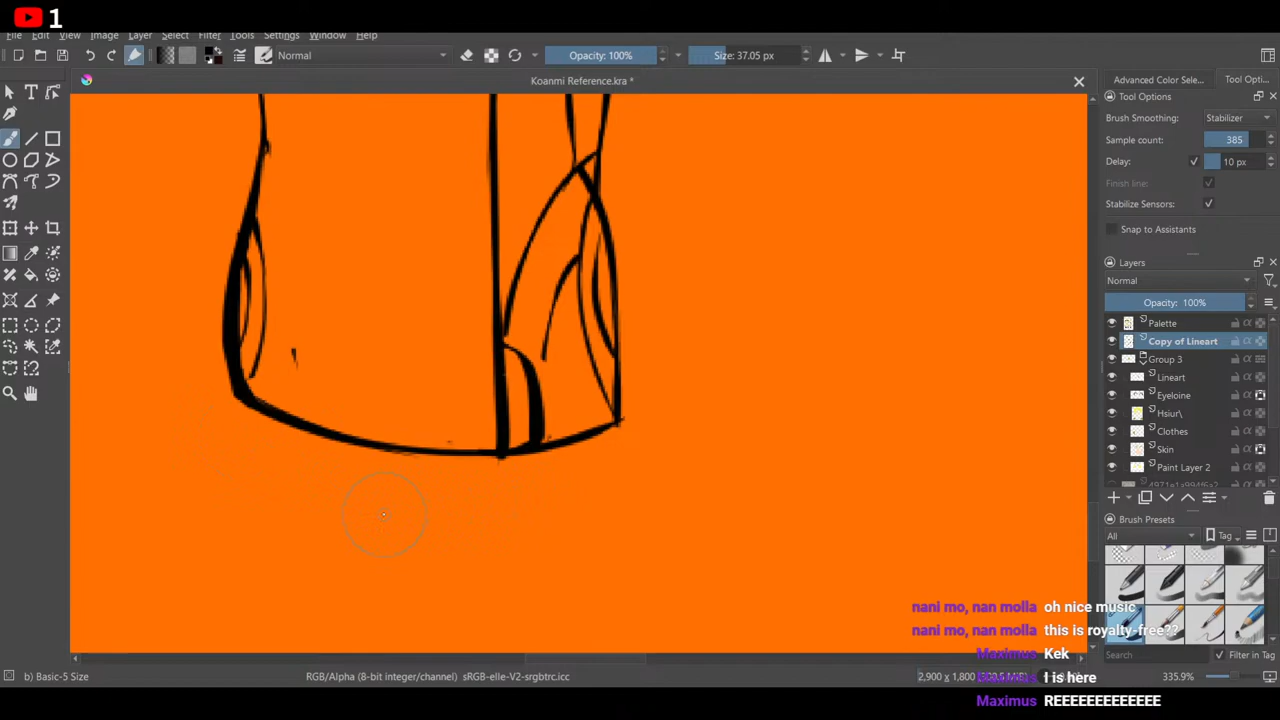 1
File Edit View Image Layer Select Filter Tools Settings Window Help
Normal Opacity: 100% Size: 37.05 px
Koanmi Reference.kra *
Advanced Color Sele... Tool Opti...
Tool Options
Brush Smoothing: Stabilizer
Sample count: 385
Delay: 10 px
Finish line:
Stabilize Sensors:
Snap to Assistants
Layers
Normal
Opacity: 100%
Palette
Copy of Lineart
Group 3
Lineart
Eyeloine
Hsiur\
Clothes
Skin
Paint Layer 2
Brush Presets
All Tag
nani mo, nan molla oh nice music
nani mo, nan molla this is royalty-free??
Maximus Kek
Maximus I is here
Maximus REEEEEEEEEEEEE
Search Filter in Tag
b) Basic-5 Size RGB/Alpha (8-bit integer/channel) sRGB-elle-V2-srgbtrc.icc 2,900 x 1,800 335.9%